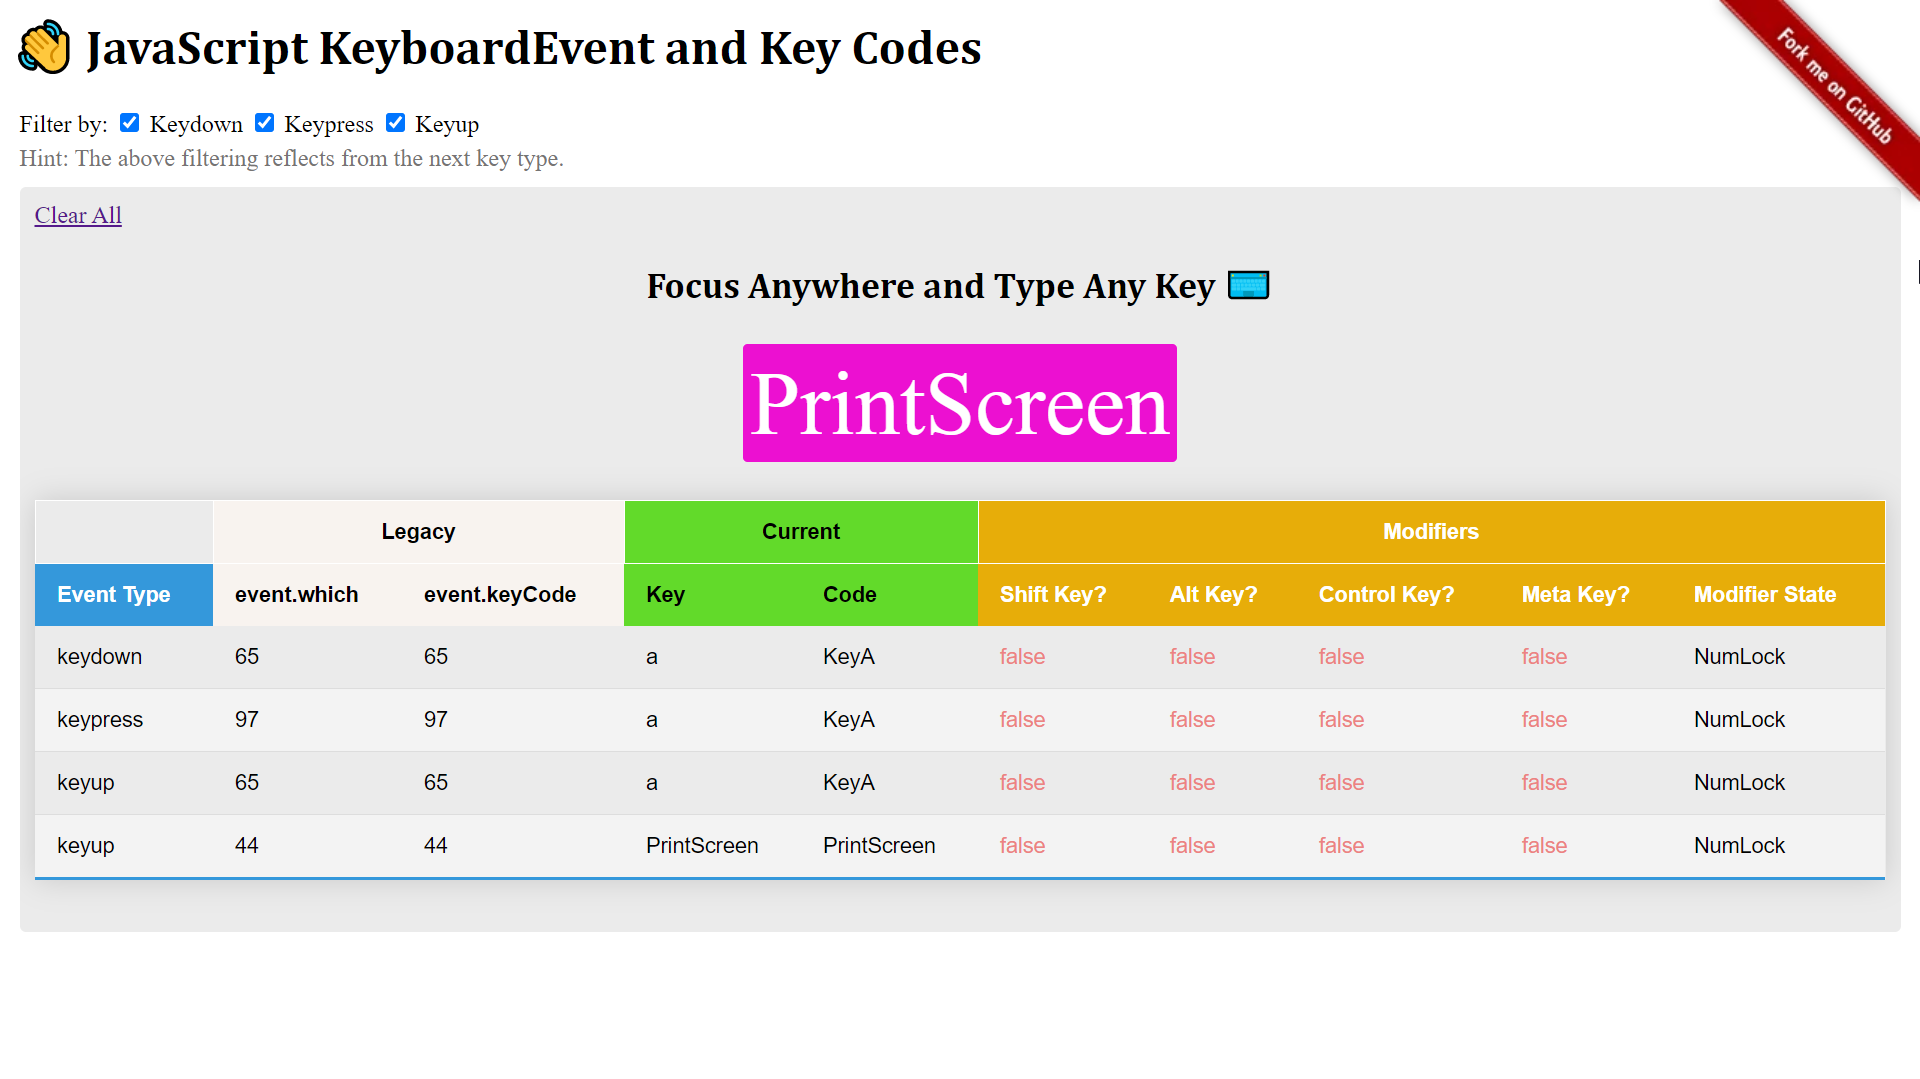 JavaScript KeyboardEvent and Key Codes
Fork me on GitHub
Filter by: Keydown Keypress Keyup
Hint: The above filtering reflects from the next key type.
Clear All
Focus Anywhere and Type Any Key
PrintScreen
Legacy Current Modifiers
Event Type event.which event.keyCode Key Code Shift Key? Alt Key? Control Key? Meta Key? Modifier State
keydown 65 65 a KeyA false false false false NumLock
keypress 97 97 a KeyA false false false false NumLock
keyup 65 65 a KeyA false false false false NumLock
keyup 44 44 PrintScreen PrintScreen false false false false NumLock